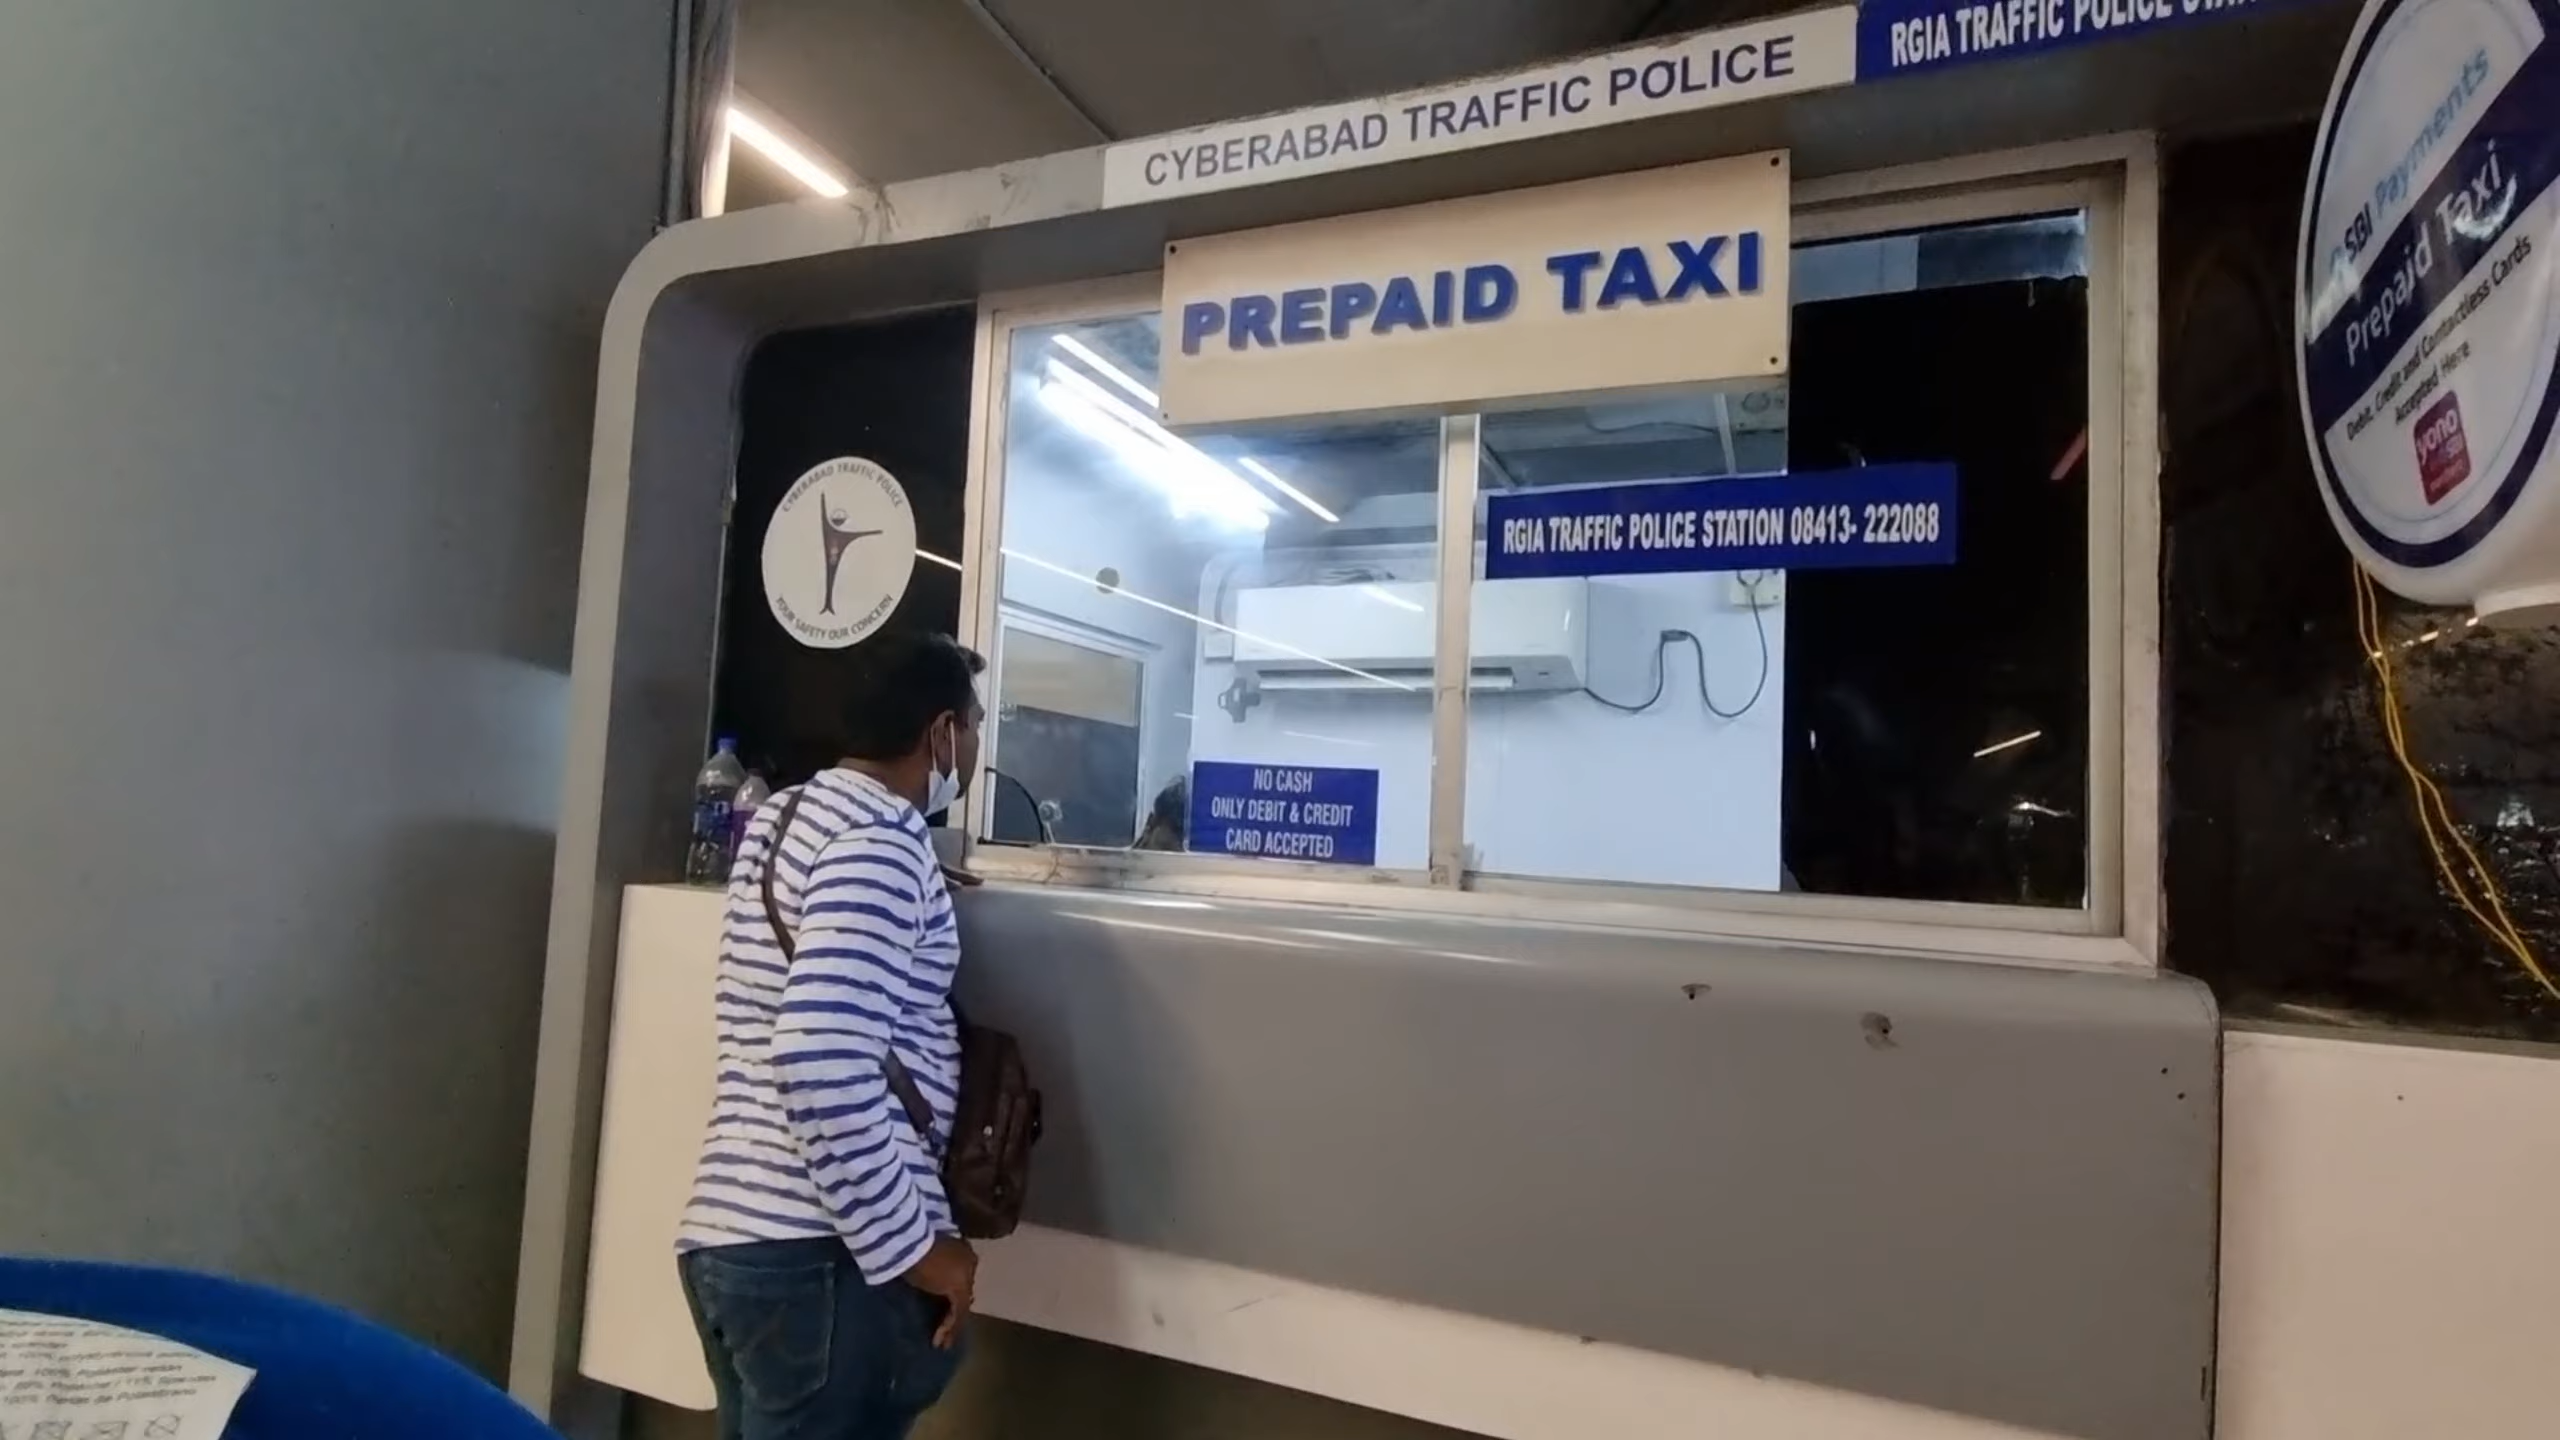 CYBERABAD TRAFFIC POLICE
RGIA TRAFFIC POLICE
PREPAID TAXI
SBI Payments
Prepaid Taxi
Debit, Credit and Contactless Cards
Accepted Here
yono
SBI
CYBERABAD TRAFFIC POLICE
YOUR SAFETY OUR CONCERN
RGIA TRAFFIC POLICE STATION 08413- 222088
NO CASH
ONLY DEBIT & CREDIT
CARD ACCEPTED